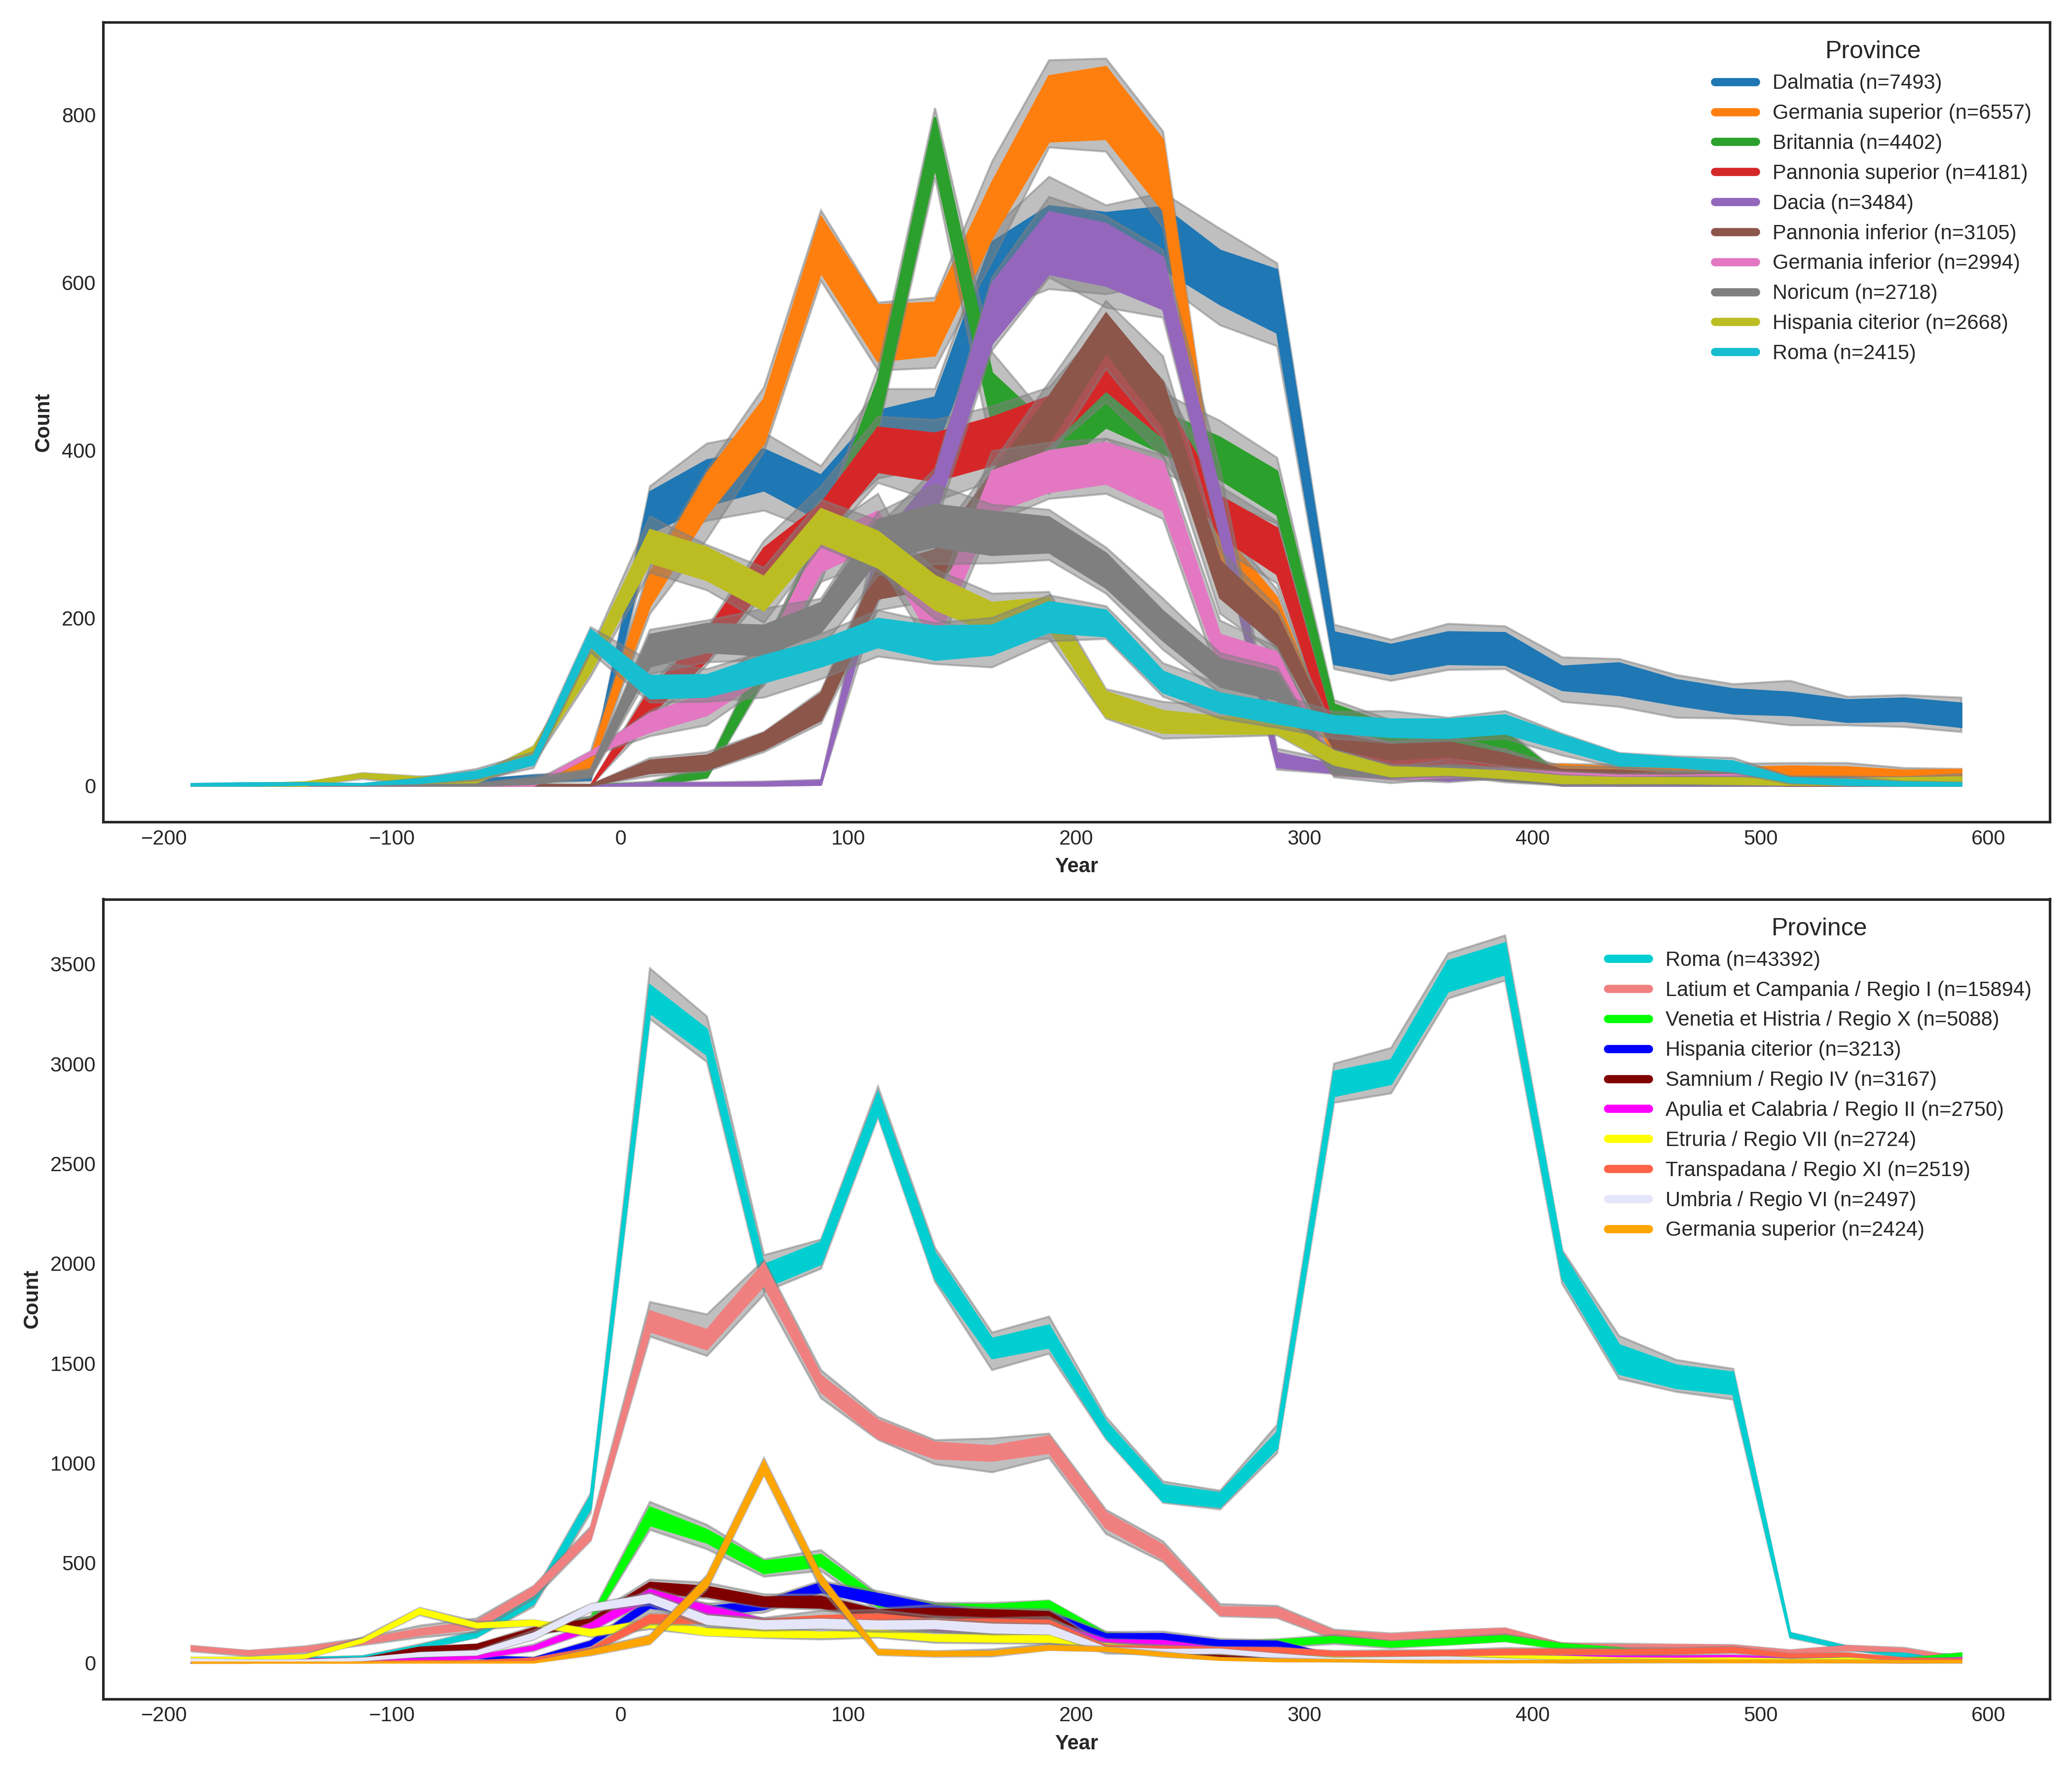 Province
Dalmatia (n=7493)
Germania superior (n=6557)
Britannia (n=4402)
Pannonia superior (n=4181)
Dacia (n=3484)
Pannonia inferior (n=3105)
Germania inferior (n=2994)
Noricum (n=2718)
Hispania citerior (n=2668)
Roma (n=2415)
800
600
400
200
0
Count
−200 −100 0 100 200 300 400 500 600
Year
Province
Roma (n=43392)
Latium et Campania / Regio I (n=15894)
Venetia et Histria / Regio X (n=5088)
Hispania citerior (n=3213)
Samnium / Regio IV (n=3167)
Apulia et Calabria / Regio II (n=2750)
Etruria / Regio VII (n=2724)
Transpadana / Regio XI (n=2519)
Umbria / Regio VI (n=2497)
Germania superior (n=2424)
3500
3000
2500
2000
1500
1000
500
0
Count
−200 −100 0 100 200 300 400 500 600
Year